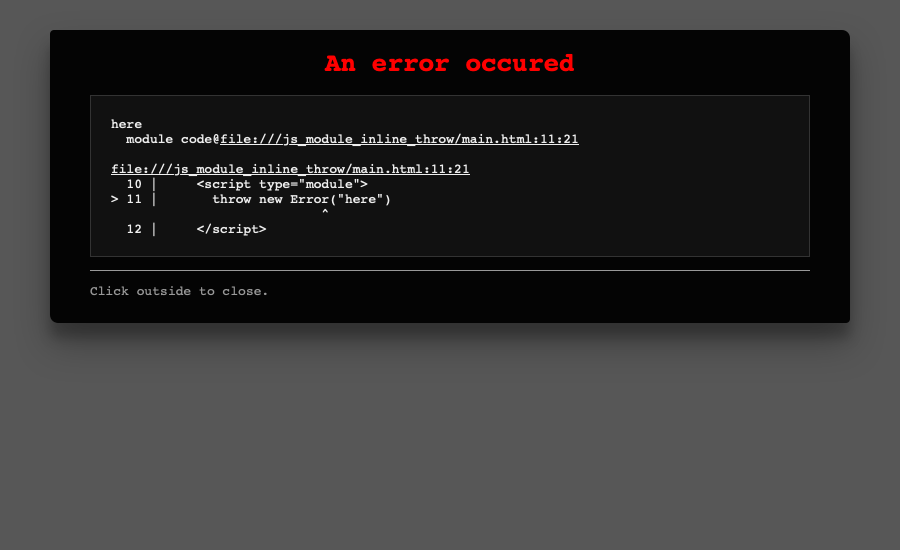 An error occured
here
  module code@file:///js_module_inline_throw/main.html:11:21
file:///js_module_inline_throw/main.html:11:21
  10 |     <script type="module">
> 11 |       throw new Error("here")
                           ^
  12 |     </script>
Click outside to close.